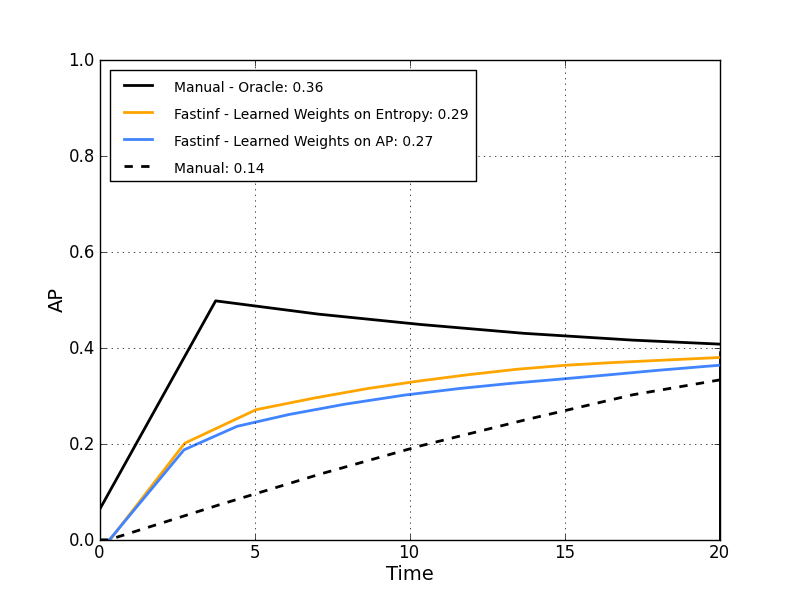 1.0
0.8
0.6
0.4
0.2
0.0
AP
Manual - Oracle: 0.36
Fastinf - Learned Weights on Entropy: 0.29
Fastinf - Learned Weights on AP: 0.27
Manual: 0.14
0 5 10 15 20
Time